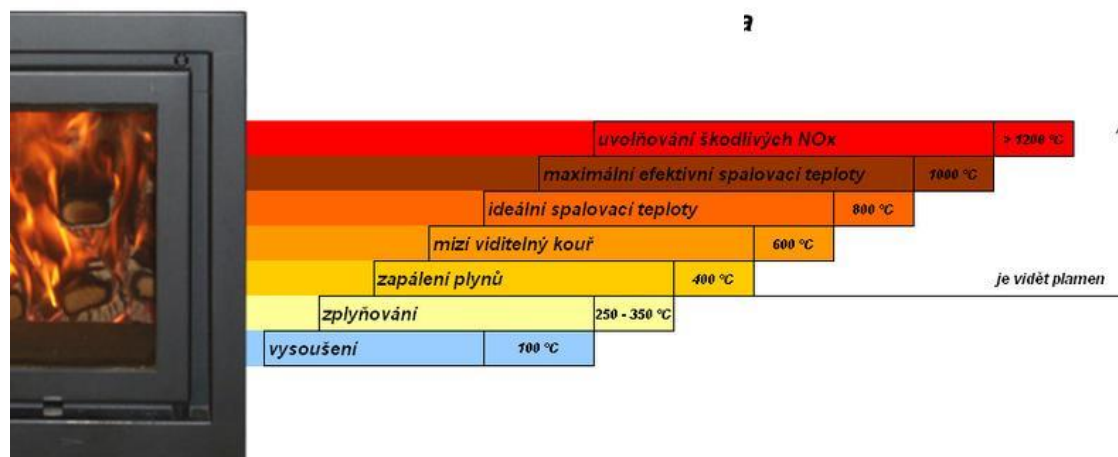 a
uvolňování škodlivých NOx > 1200 °C
maximální efektivní spalovací teploty 1000 °C
ideální spalovací teploty 800 °C
mizí viditelný kouř 600 °C
zapálení plynů 400 °C je vidět plamen
zplyňování 250 - 350 °C
vysoušení 100 °C